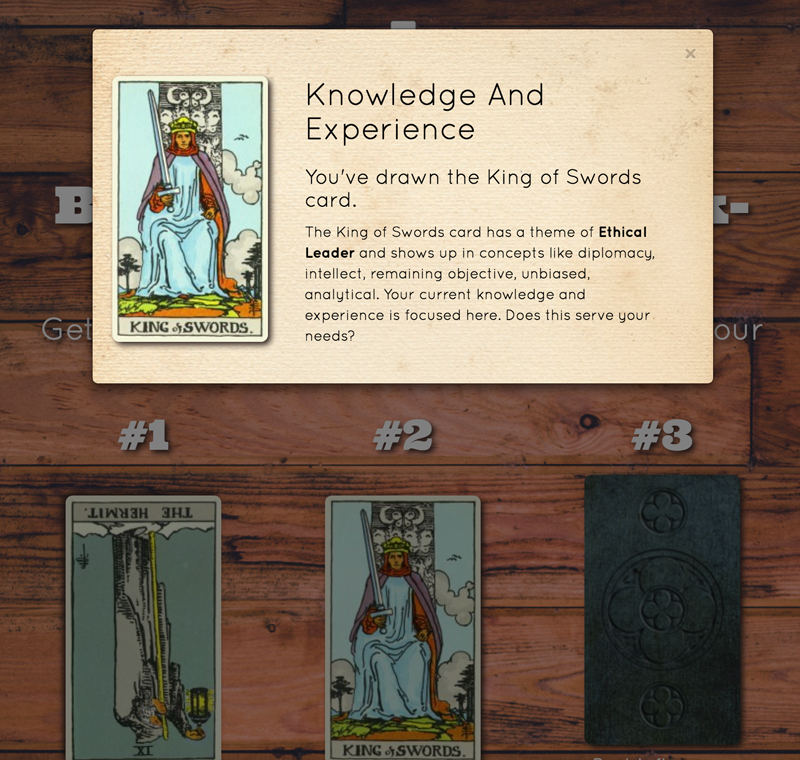 Knowledge And
Experience
You've drawn the King of Swords
card.
The King of Swords card has a theme of Ethical
Leader and shows up in concepts like diplomacy,
intellect, remaining objective, unbiased,
analytical. Your current knowledge and
experience is focused here. Does this serve your
needs?
KING of SWORDS.
Get
our
#1
#2
#3
THE HERMIT.
IX
KING of SWORDS.